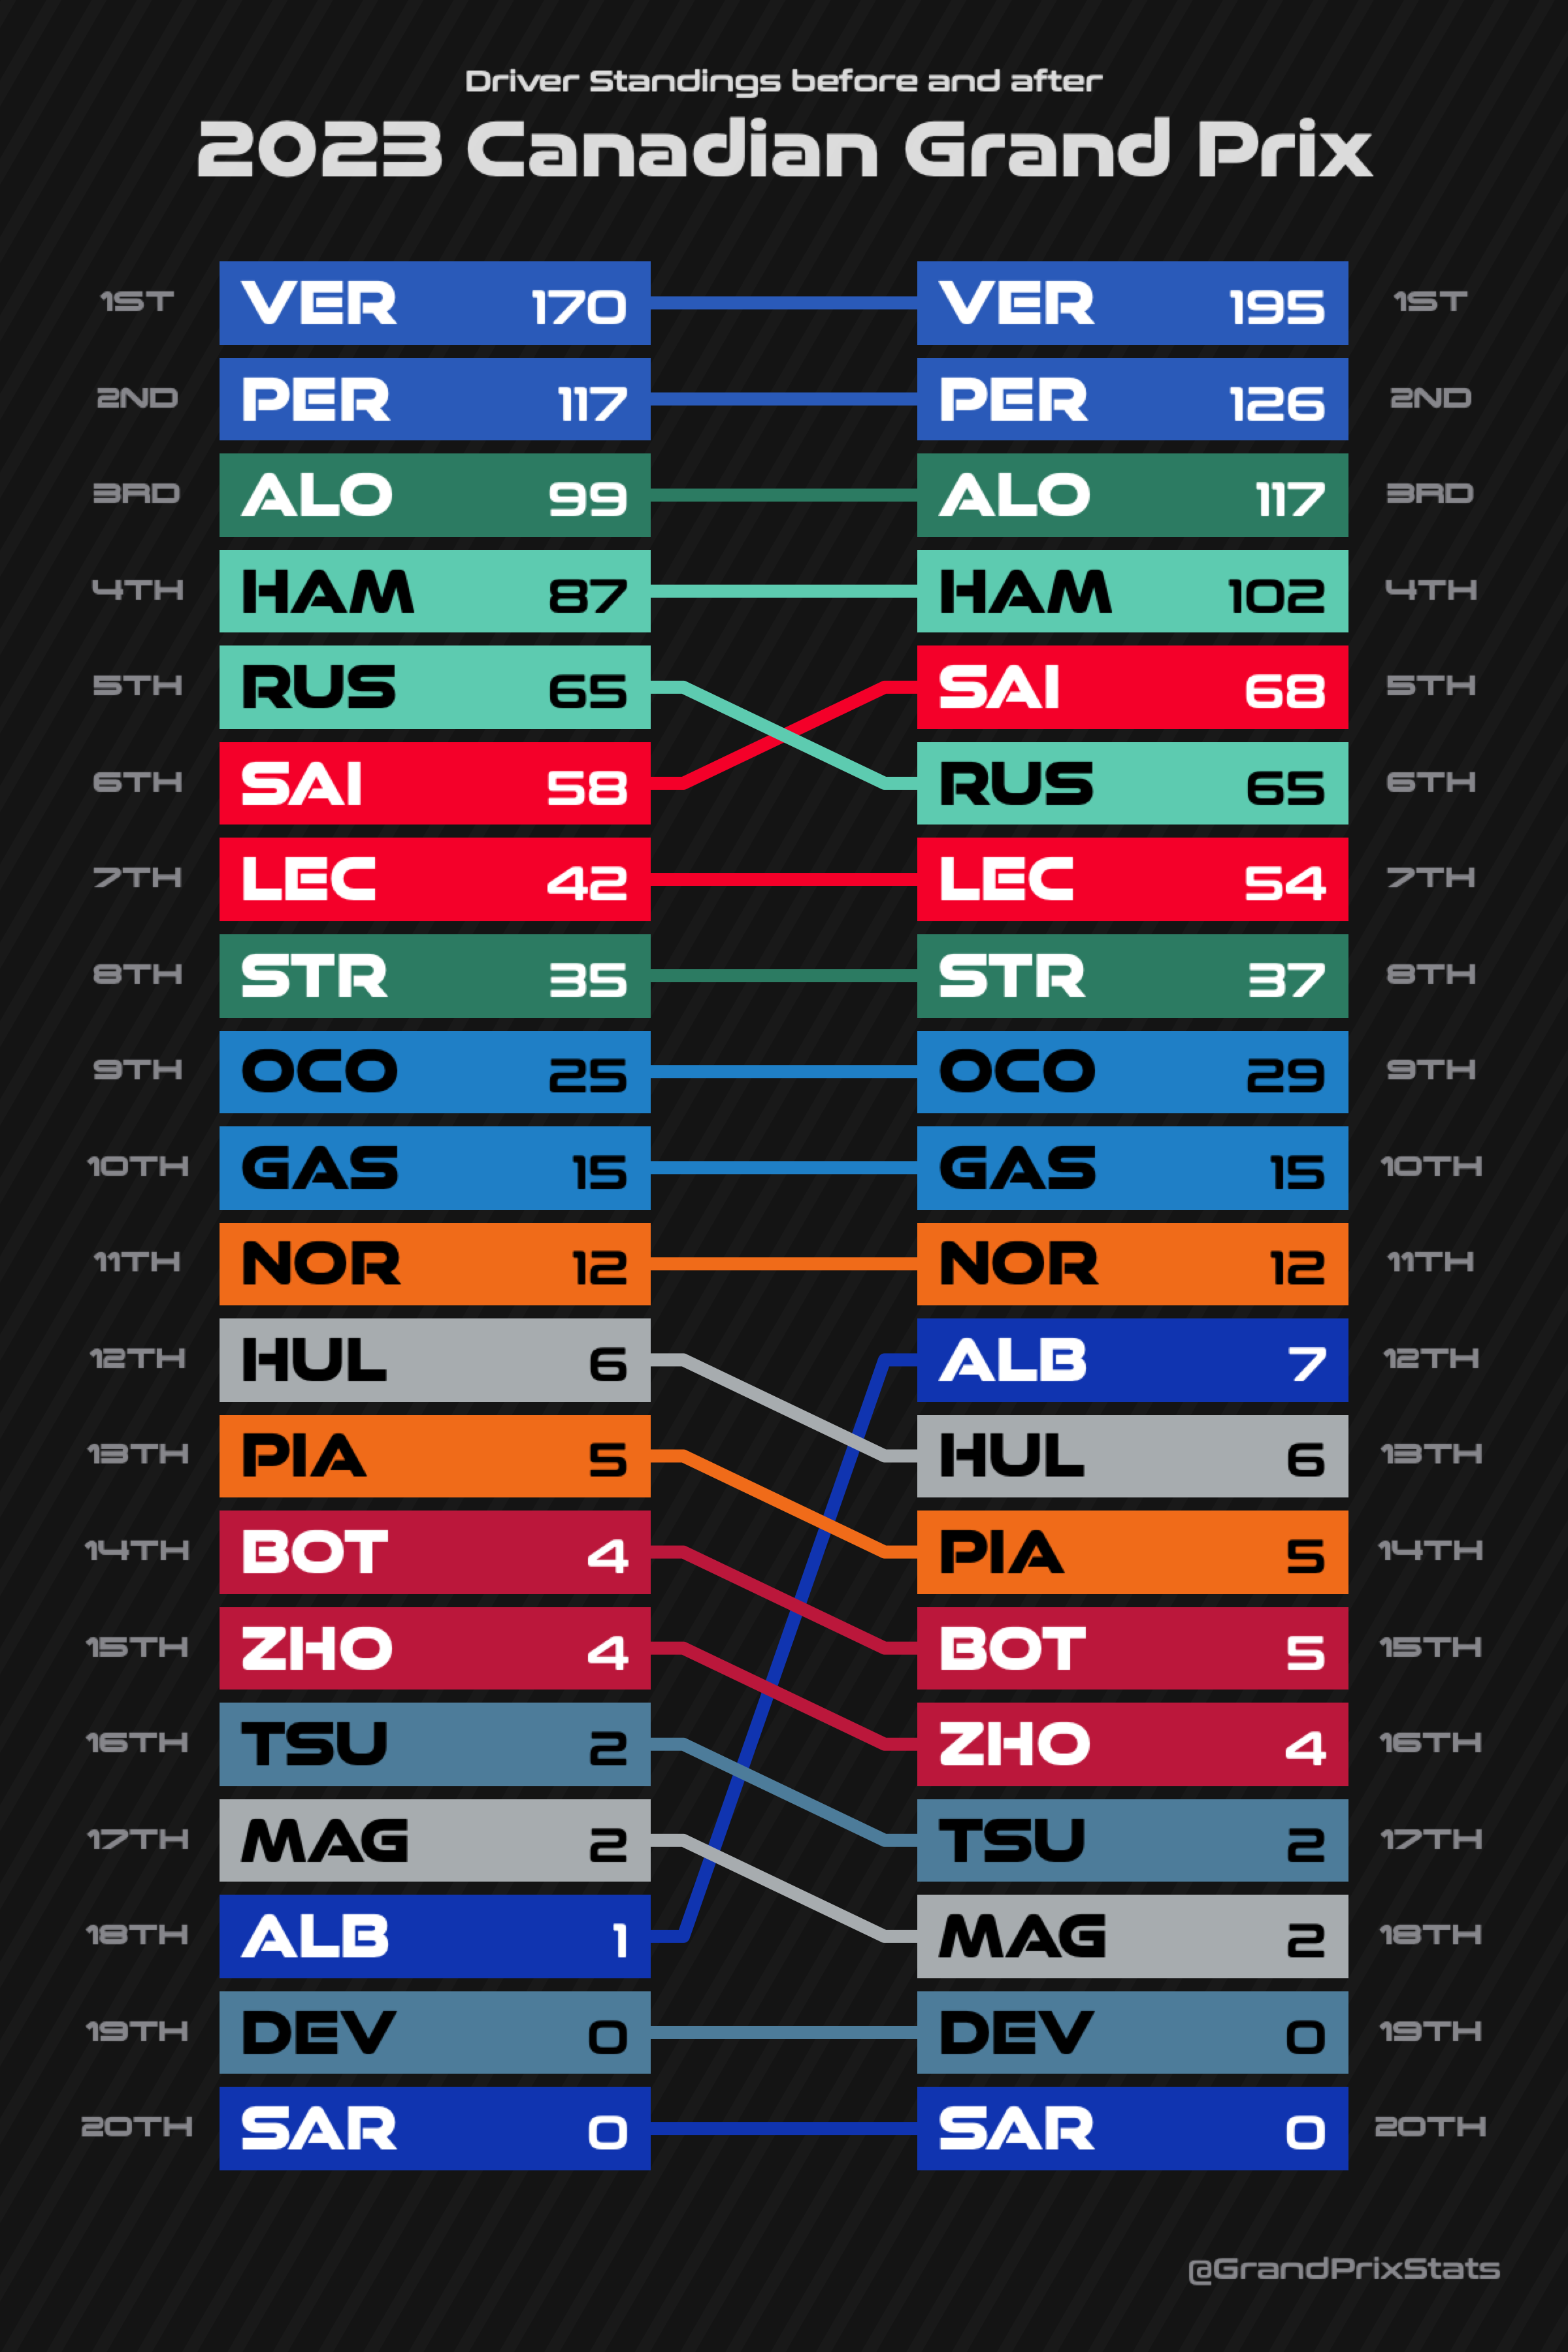 Driver Standings before and after
2023 Canadian Grand Prix
1ST VER 170 VER 195 1ST
2ND PER 117 PER 126 2ND
3RD ALO 99 ALO 117 3RD
4TH HAM 87 HAM 102 4TH
5TH RUS 65 SAI 68 5TH
6TH SAI 58 RUS 65 6TH
7TH LEC 42 LEC 54 7TH
8TH STR 35 STR 37 8TH
9TH OCO 25 OCO 29 9TH
10TH GAS 15 GAS 15 10TH
11TH NOR 12 NOR 12 11TH
12TH HUL 6 ALB 7 12TH
13TH PIA 5 HUL 6 13TH
14TH BOT 4 PIA 5 14TH
15TH ZHO 4 BOT 5 15TH
16TH TSU 2 ZHO 4 16TH
17TH MAG 2 TSU 2 17TH
18TH ALB 1 MAG 2 18TH
19TH DEV 0 DEV 0 19TH
20TH SAR 0 SAR 0 20TH
@GrandPrixStats